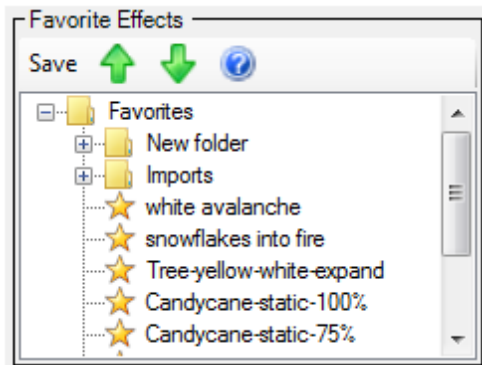 Favorite Effects
Save
Favorites
New folder
Imports
white avalanche
snowflakes into fire
Tree-yellow-white-expand
Candycane-static-100%
Candycane-static-75%